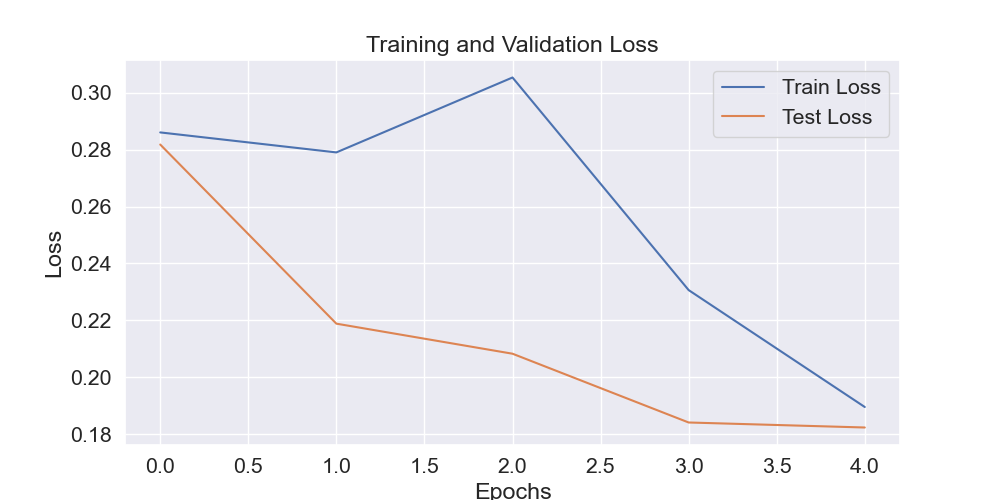 Training and Validation Loss
Train Loss
Test Loss
0.30
0.28
0.26
0.24
0.22
0.20
0.18
Loss
0.0 0.5 1.0 1.5 2.0 2.5 3.0 3.5 4.0
Epochs